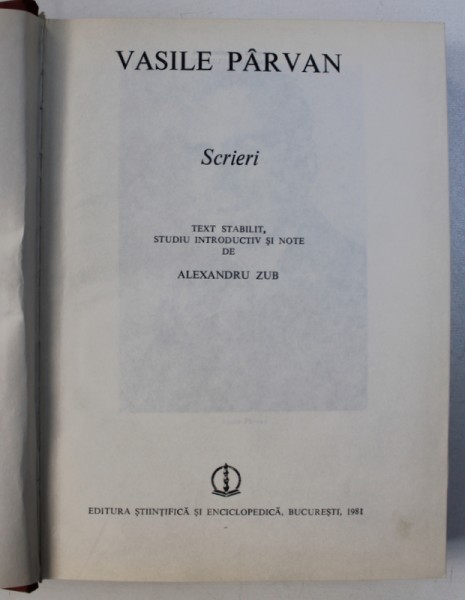 VASILE PÂRVAN
Scrieri
TEXT STABILIT,
STUDIU INTRODUCTIV ȘI NOTE
DE
ALEXANDRU ZUB
EDITURA ȘTIINȚIFICĂ ȘI ENCICLOPEDICĂ, BUCUREȘTI, 1981